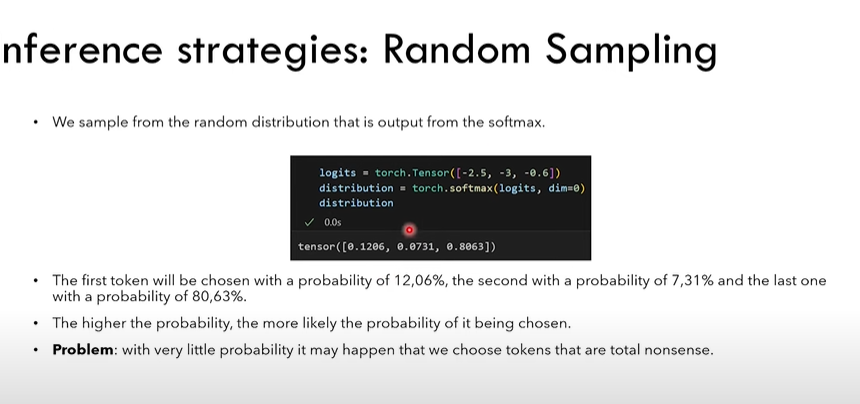 nference strategies: Random Sampling
• We sample from the random distribution that is output from the softmax.
logits = torch.Tensor([-2.5, -3, -0.6])
distribution = torch.softmax(logits, dim=0)
distribution
✓ 0.0s
tensor([0.1206, 0.0731, 0.8063])
• The first token will be chosen with a probability of 12,06%, the second with a probability of 7,31% and the last one
with a probability of 80,63%.
• The higher the probability, the more likely the probability of it being chosen.
• Problem: with very little probability it may happen that we choose tokens that are total nonsense.